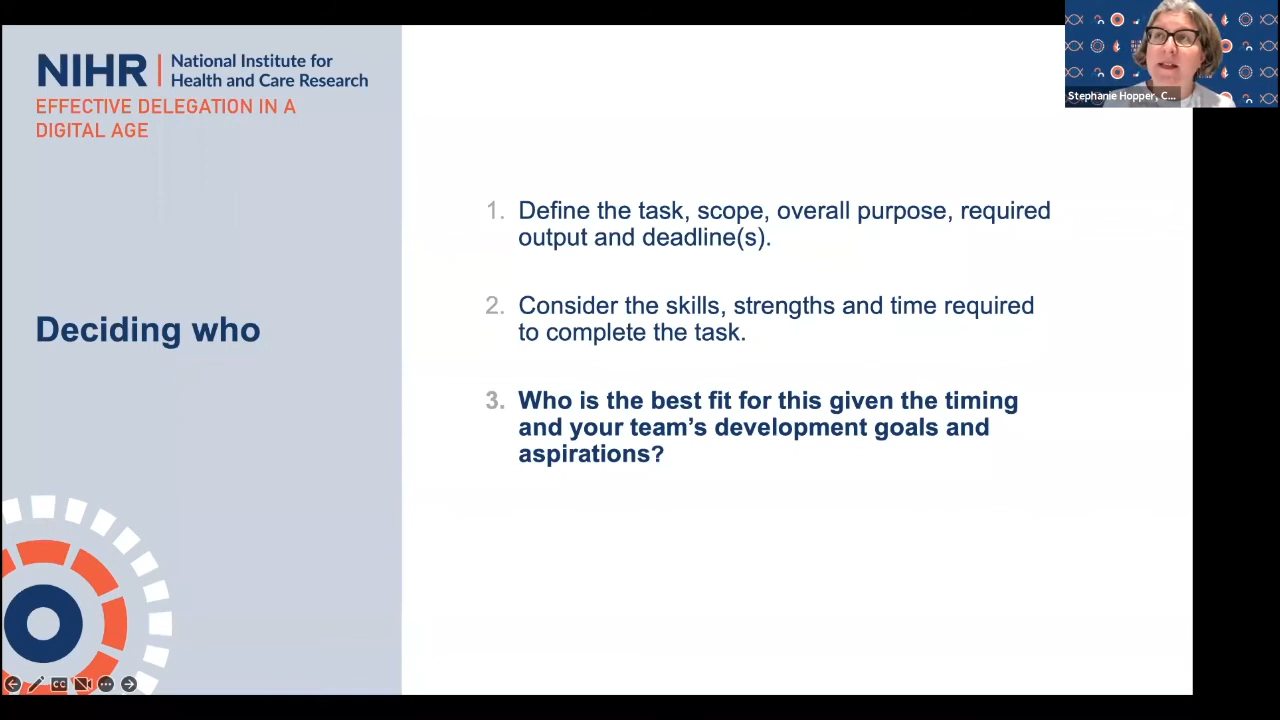 NIHR | National Institute for
Health and Care Research
EFFECTIVE DELEGATION IN A
DIGITAL AGE
Stephanie Hopper, C...
1. Define the task, scope, overall purpose, required
output and deadline(s).
2. Consider the skills, strengths and time required
to complete the task.
Deciding who
3. Who is the best fit for this given the timing
and your team’s development goals and
aspirations?
CC